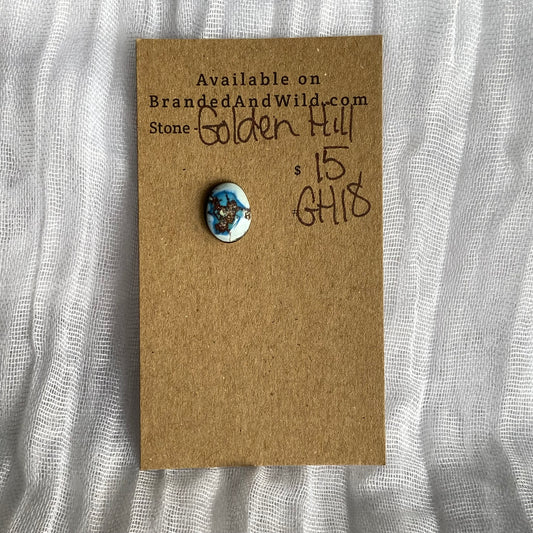 Available on
BrandedAndWild.com
Stone - Golden Hill
$ 15
#GH18